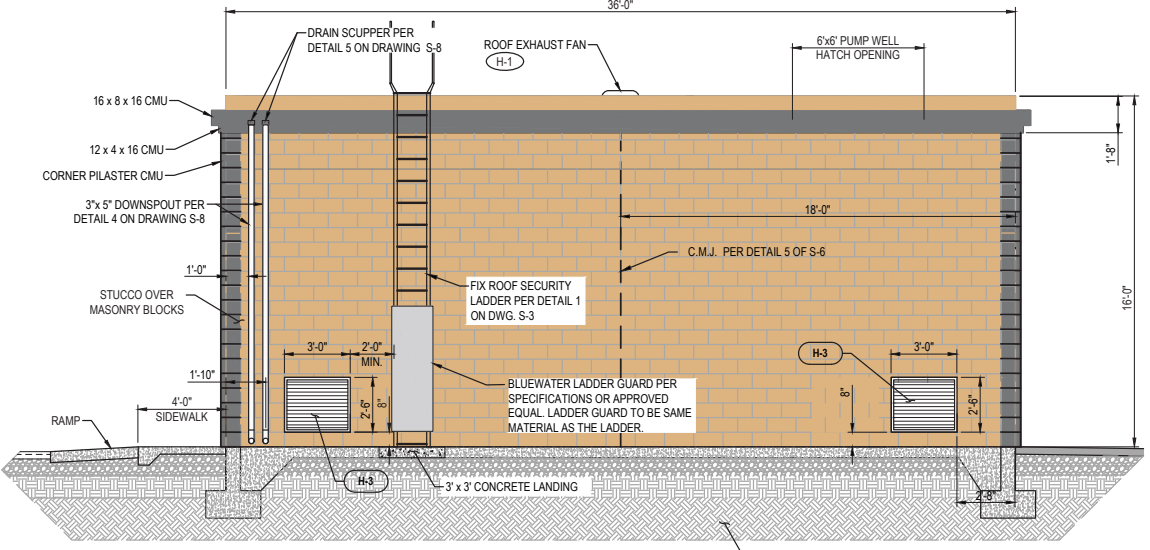 36'-0"
DRAIN SCUPPER PER
DETAIL 5 ON DRAWING S-8
ROOF EXHAUST FAN
H-1
6'x6' PUMP WELL
HATCH OPENING
16 x 8 x 16 CMU
12 x 4 x 16 CMU
CORNER PILASTER CMU
1'-8"
3"x 5" DOWNSPOUT PER
DETAIL 4 ON DRAWING S-8
18'-0"
C.M.J. PER DETAIL 5 OF S-6
1'-0"
STUCCO OVER
MASONRY BLOCKS
FIX ROOF SECURITY
LADDER PER DETAIL 1
ON DWG. S-3
16'-0"
3'-0"
2'-0"
MIN.
H-3
3'-0"
1'-10"
BLUEWATER LADDER GUARD PER
SPECIFICATIONS OR APPROVED
EQUAL. LADDER GUARD TO BE SAME
MATERIAL AS THE LADDER.
2'-6"
8"
8"
2'-6"
4'-0"
SIDEWALK
RAMP
H-3
3' x 3' CONCRETE LANDING
2'-8"